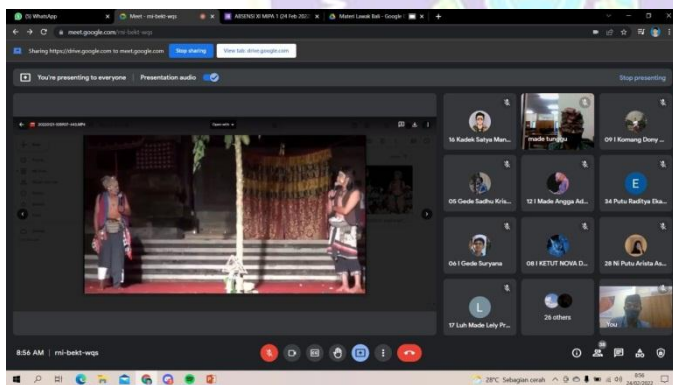 (5) WhatsApp
Meet - rni-bekt-wqs
ABSENSI XI MIPA 1 (24 Feb 202
Materi Lawak Bali - Google
meet.google.com/rni-bekt-wqs
Sharing https://drive.google.com to meet.google.com
Stop sharing
View tab: drive.google.com
You're presenting to everyone
Presentation audio
Stop presenting
Open with
16 Kadek Satya Man...
made tunggu
09 I Komang Dony ...
05 Gede Sadhu Kris...
12 I Made Angga Ad...
E
34 Putu Raditya Eka...
06 I Gede Suryana
08 I KETUT NOVA D...
28 Ni Putu Arista As...
L
17 Luh Made Lely Pr...
26 others
You
8:56 AM
rni-bekt-wqs
28°C Sebagian cerah
8:56
24/02/2022